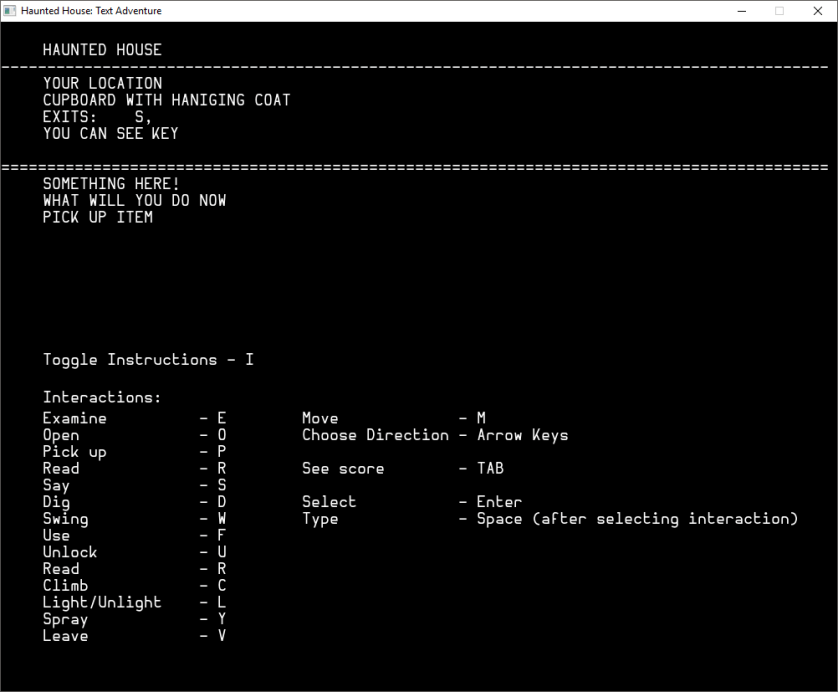 Haunted House: Text Adventure
HAUNTED HOUSE
YOUR LOCATION
CUPBOARD WITH HANIGING COAT
EXITS: S,
YOU CAN SEE KEY
SOMETHING HERE!
WHAT WILL YOU DO NOW
PICK UP ITEM
Toggle Instructions - I
Interactions:
Examine - E Move - M
Open - O Choose Direction - Arrow Keys
Pick up - P
Read - R See score - TAB
Say - S
Dig - D Select - Enter
Swing - W Type - Space (after selecting interaction)
Use - F
Unlock - U
Read - R
Climb - C
Light/Unlight - L
Spray - Y
Leave - V